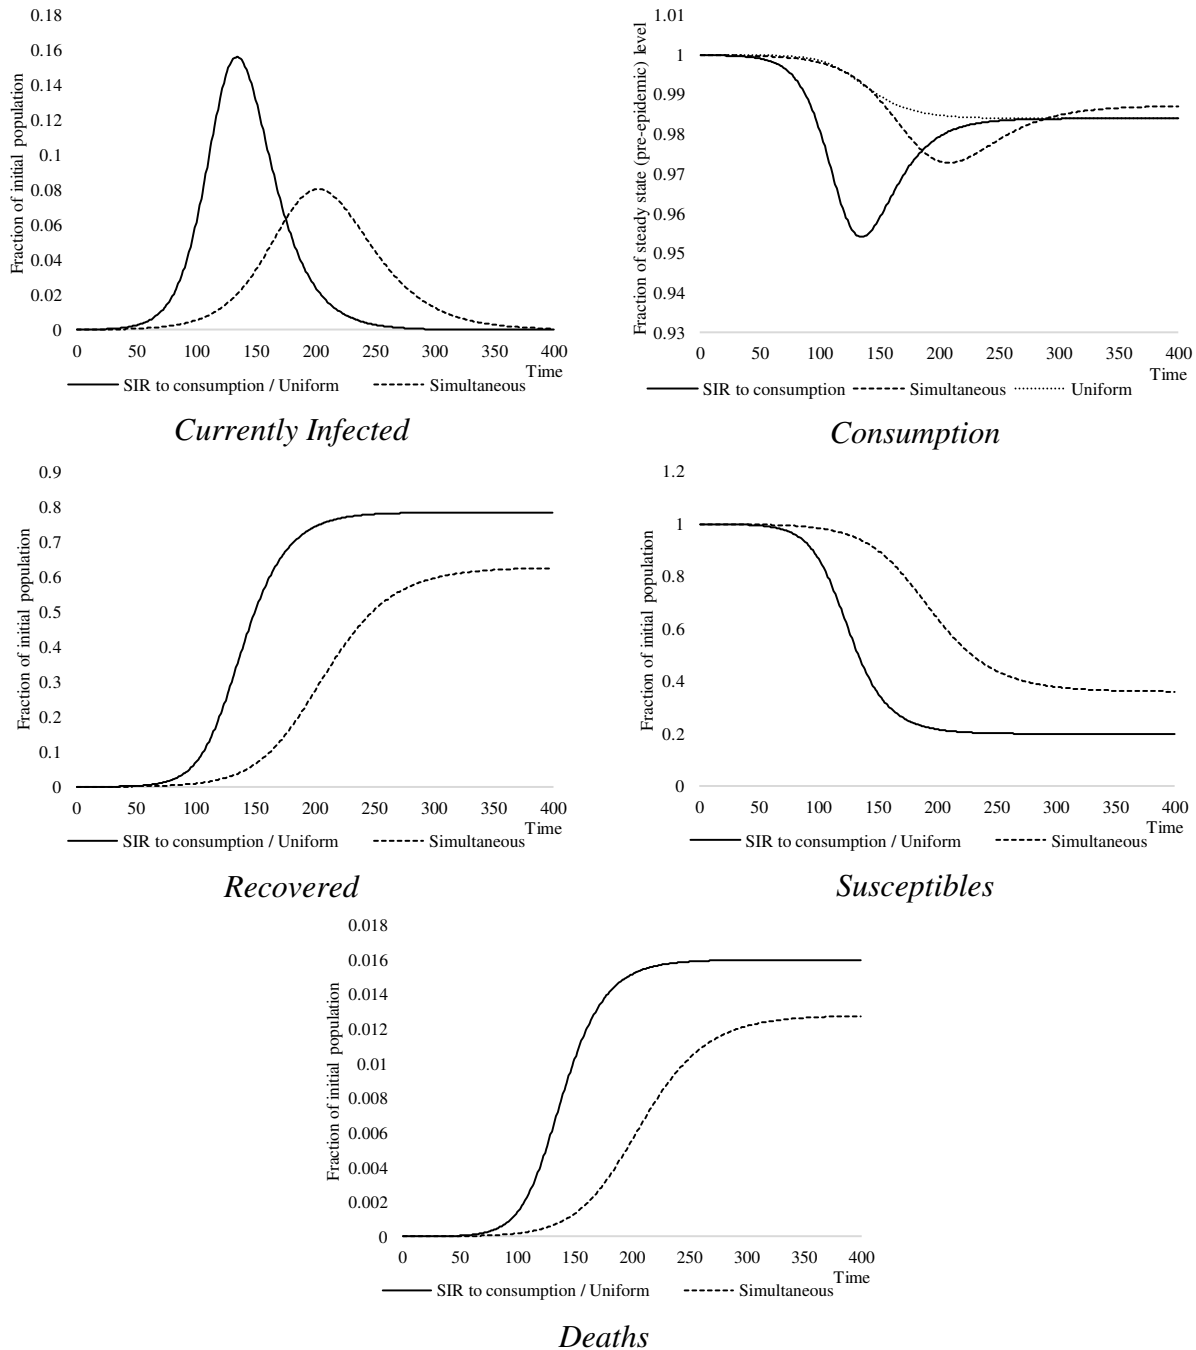 Fraction of initial population
0.18
0.16
0.14
0.12
0.1
0.08
0.06
0.04
0.02
0
0 50 100 150 200 250 300 350 400
Time
SIR to consumption / Uniform Simultaneous
Currently Infected
Fraction of steady state (pre-epidemic) level
1.01
1
0.99
0.98
0.97
0.96
0.95
0.94
0.93
0 50 100 150 200 250 300 350 400
Time
SIR to consumption Simultaneous Uniform
Consumption
Fraction of initial population
0.9
0.8
0.7
0.6
0.5
0.4
0.3
0.2
0.1
0
0 50 100 150 200 250 300 350 400
Time
SIR to consumption / Uniform Simultaneous
Recovered
Fraction of initial population
1.2
1
0.8
0.6
0.4
0.2
0
0 50 100 150 200 250 300 350 400
Time
SIR to consumption / Uniform Simultaneous
Susceptibles
Fraction of initial population
0.018
0.016
0.014
0.012
0.01
0.008
0.006
0.004
0.002
0
0 50 100 150 200 250 300 350 400
Time
SIR to consumption / Uniform Simultaneous
Deaths